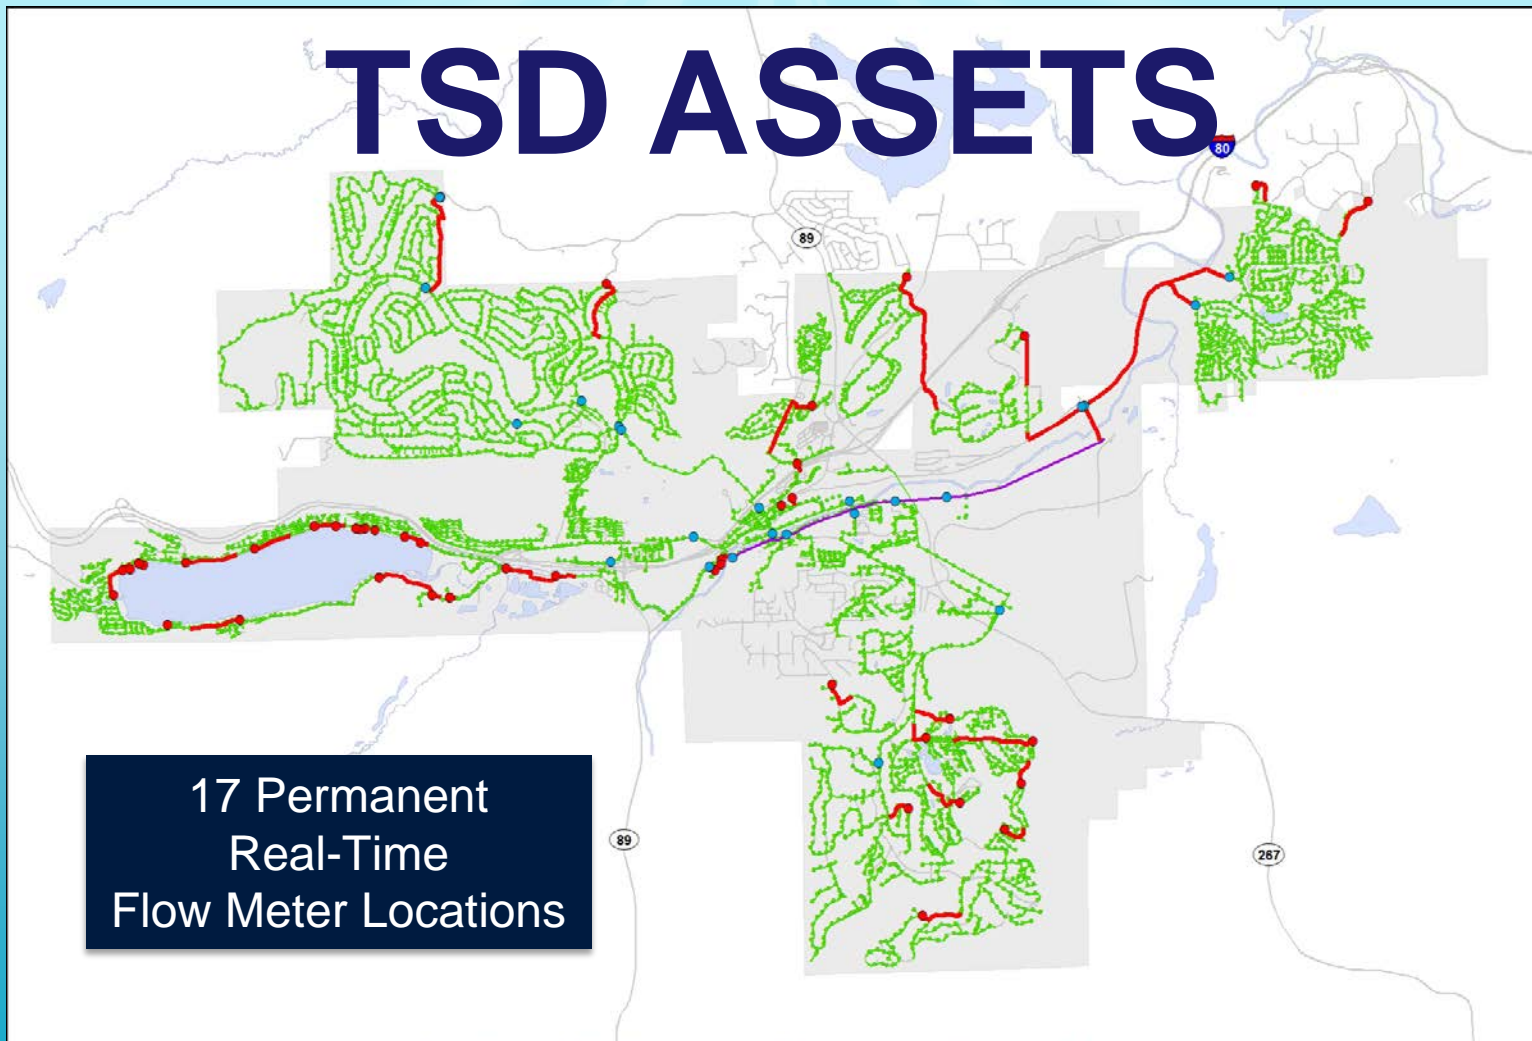 TSD ASSETS
80
89
17 Permanent
Real-Time
Flow Meter Locations
89
267